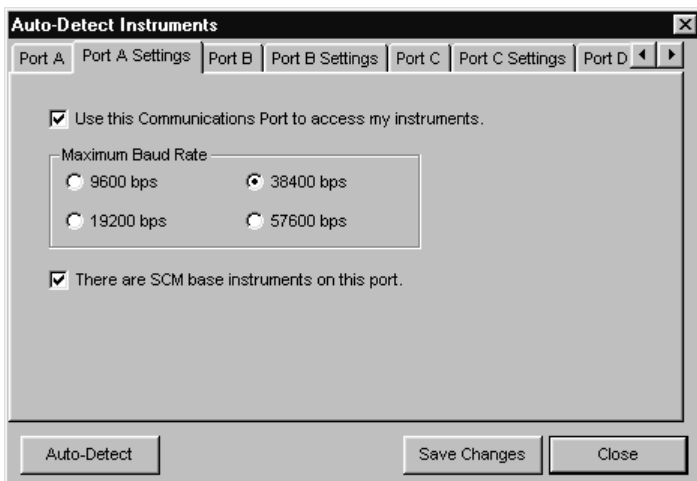 Auto-Detect Instruments
Port A Port A Settings Port B Port B Settings Port C Port C Settings Port D
Use this Communications Port to access my instruments.
Maximum Baud Rate
9600 bps 38400 bps
19200 bps 57600 bps
There are SCM base instruments on this port.
Auto-Detect Save Changes Close